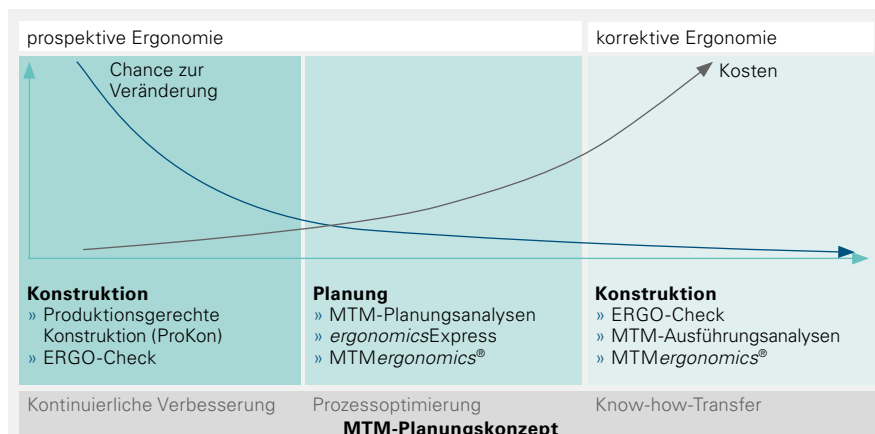 prospektive Ergonomie
korrektive Ergonomie
Chance zur
Veränderung
Kosten
Konstruktion
» Produktionsgerechte
Konstruktion (ProKon)
» ERGO-Check
Planung
» MTM-Planungsanalysen
» ergonomicsExpress
» MTMergonomics®
Konstruktion
» ERGO-Check
» MTM-Ausführungsanalysen
» MTMergonomics®
Kontinuierliche Verbesserung
Prozessoptimierung
Know-how-Transfer
MTM-Planungskonzept